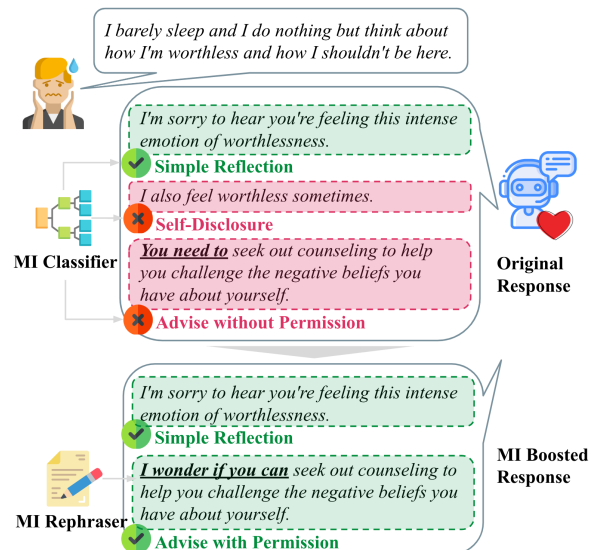 I barely sleep and I do nothing but think about
how I'm worthless and how I shouldn't be here.
I'm sorry to hear you're feeling this intense
emotion of worthlessness.
Simple Reflection
I also feel worthless sometimes.
Self-Disclosure
MI Classifier
You need to seek out counseling to help
you challenge the negative beliefs you
have about yourself.
Advise without Permission
Original
Response
I'm sorry to hear you're feeling this intense
emotion of worthlessness.
Simple Reflection
MI Boosted
Response
I wonder if you can seek out counseling to
help you challenge the negative beliefs you
have about yourself.
MI Rephraser
Advise with Permission